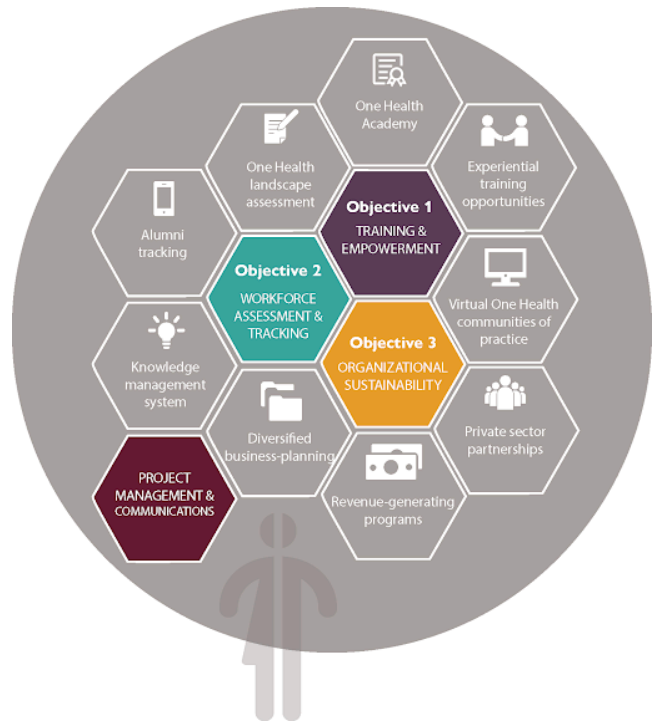 One Health
Academy
One Health
landscape
assessment
Experiential
training
opportunities
Objective 1
TRAINING &
EMPOWERMENT
Alumni
tracking
Objective 2
WORKFORCE
ASSESSMENT &
TRACKING
Virtual One Health
communities of
practice
Objective 3
ORGANIZATIONAL
SUSTAINABILITY
Knowledge
management
system
Diversified
business-planning
Private sector
partnerships
PROJECT
MANAGEMENT &
COMMUNICATIONS
Revenue-generating
programs